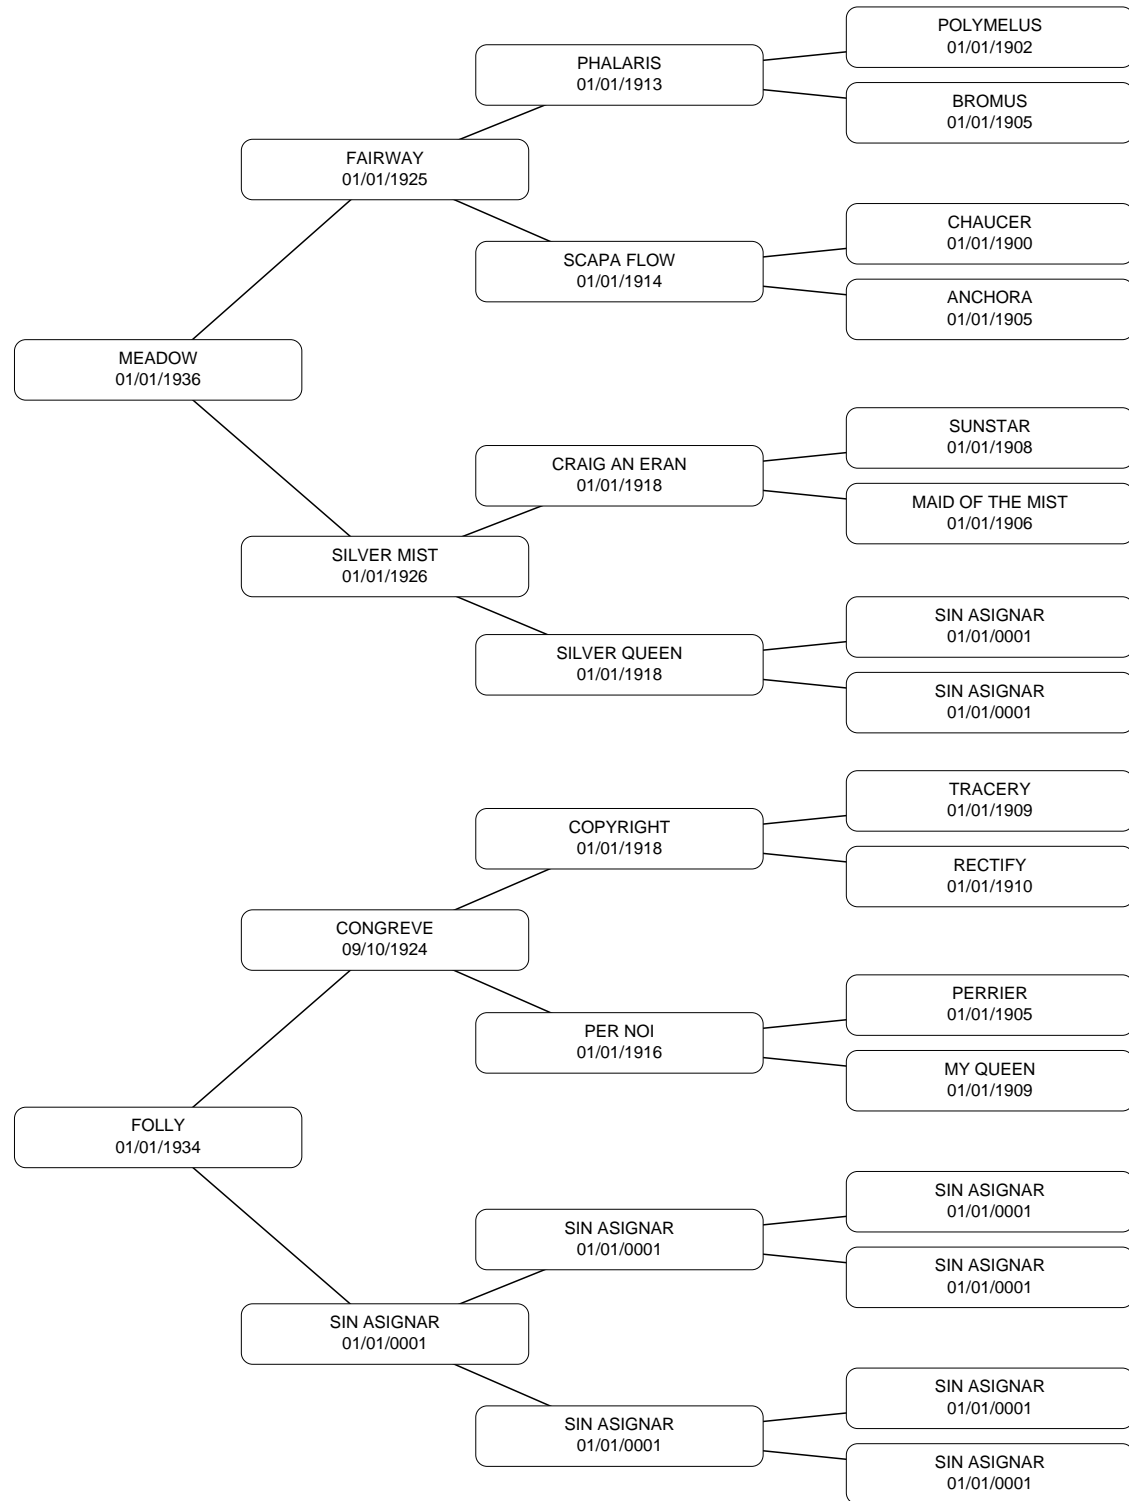 POLYMELUS
01/01/1902
PHALARIS
01/01/1913
BROMUS
01/01/1905
FAIRWAY
01/01/1925
CHAUCER
01/01/1900
SCAPA FLOW
01/01/1914
ANCHORA
01/01/1905
MEADOW
01/01/1936
SUNSTAR
01/01/1908
CRAIG AN ERAN
01/01/1918
MAID OF THE MIST
01/01/1906
SILVER MIST
01/01/1926
SIN ASIGNAR
01/01/0001
SILVER QUEEN
01/01/1918
SIN ASIGNAR
01/01/0001
TRACERY
01/01/1909
COPYRIGHT
01/01/1918
RECTIFY
01/01/1910
CONGREVE
09/10/1924
PERRIER
01/01/1905
PER NOI
01/01/1916
MY QUEEN
01/01/1909
FOLLY
01/01/1934
SIN ASIGNAR
01/01/0001
SIN ASIGNAR
01/01/0001
SIN ASIGNAR
01/01/0001
SIN ASIGNAR
01/01/0001
SIN ASIGNAR
01/01/0001
SIN ASIGNAR
01/01/0001
SIN ASIGNAR
01/01/0001